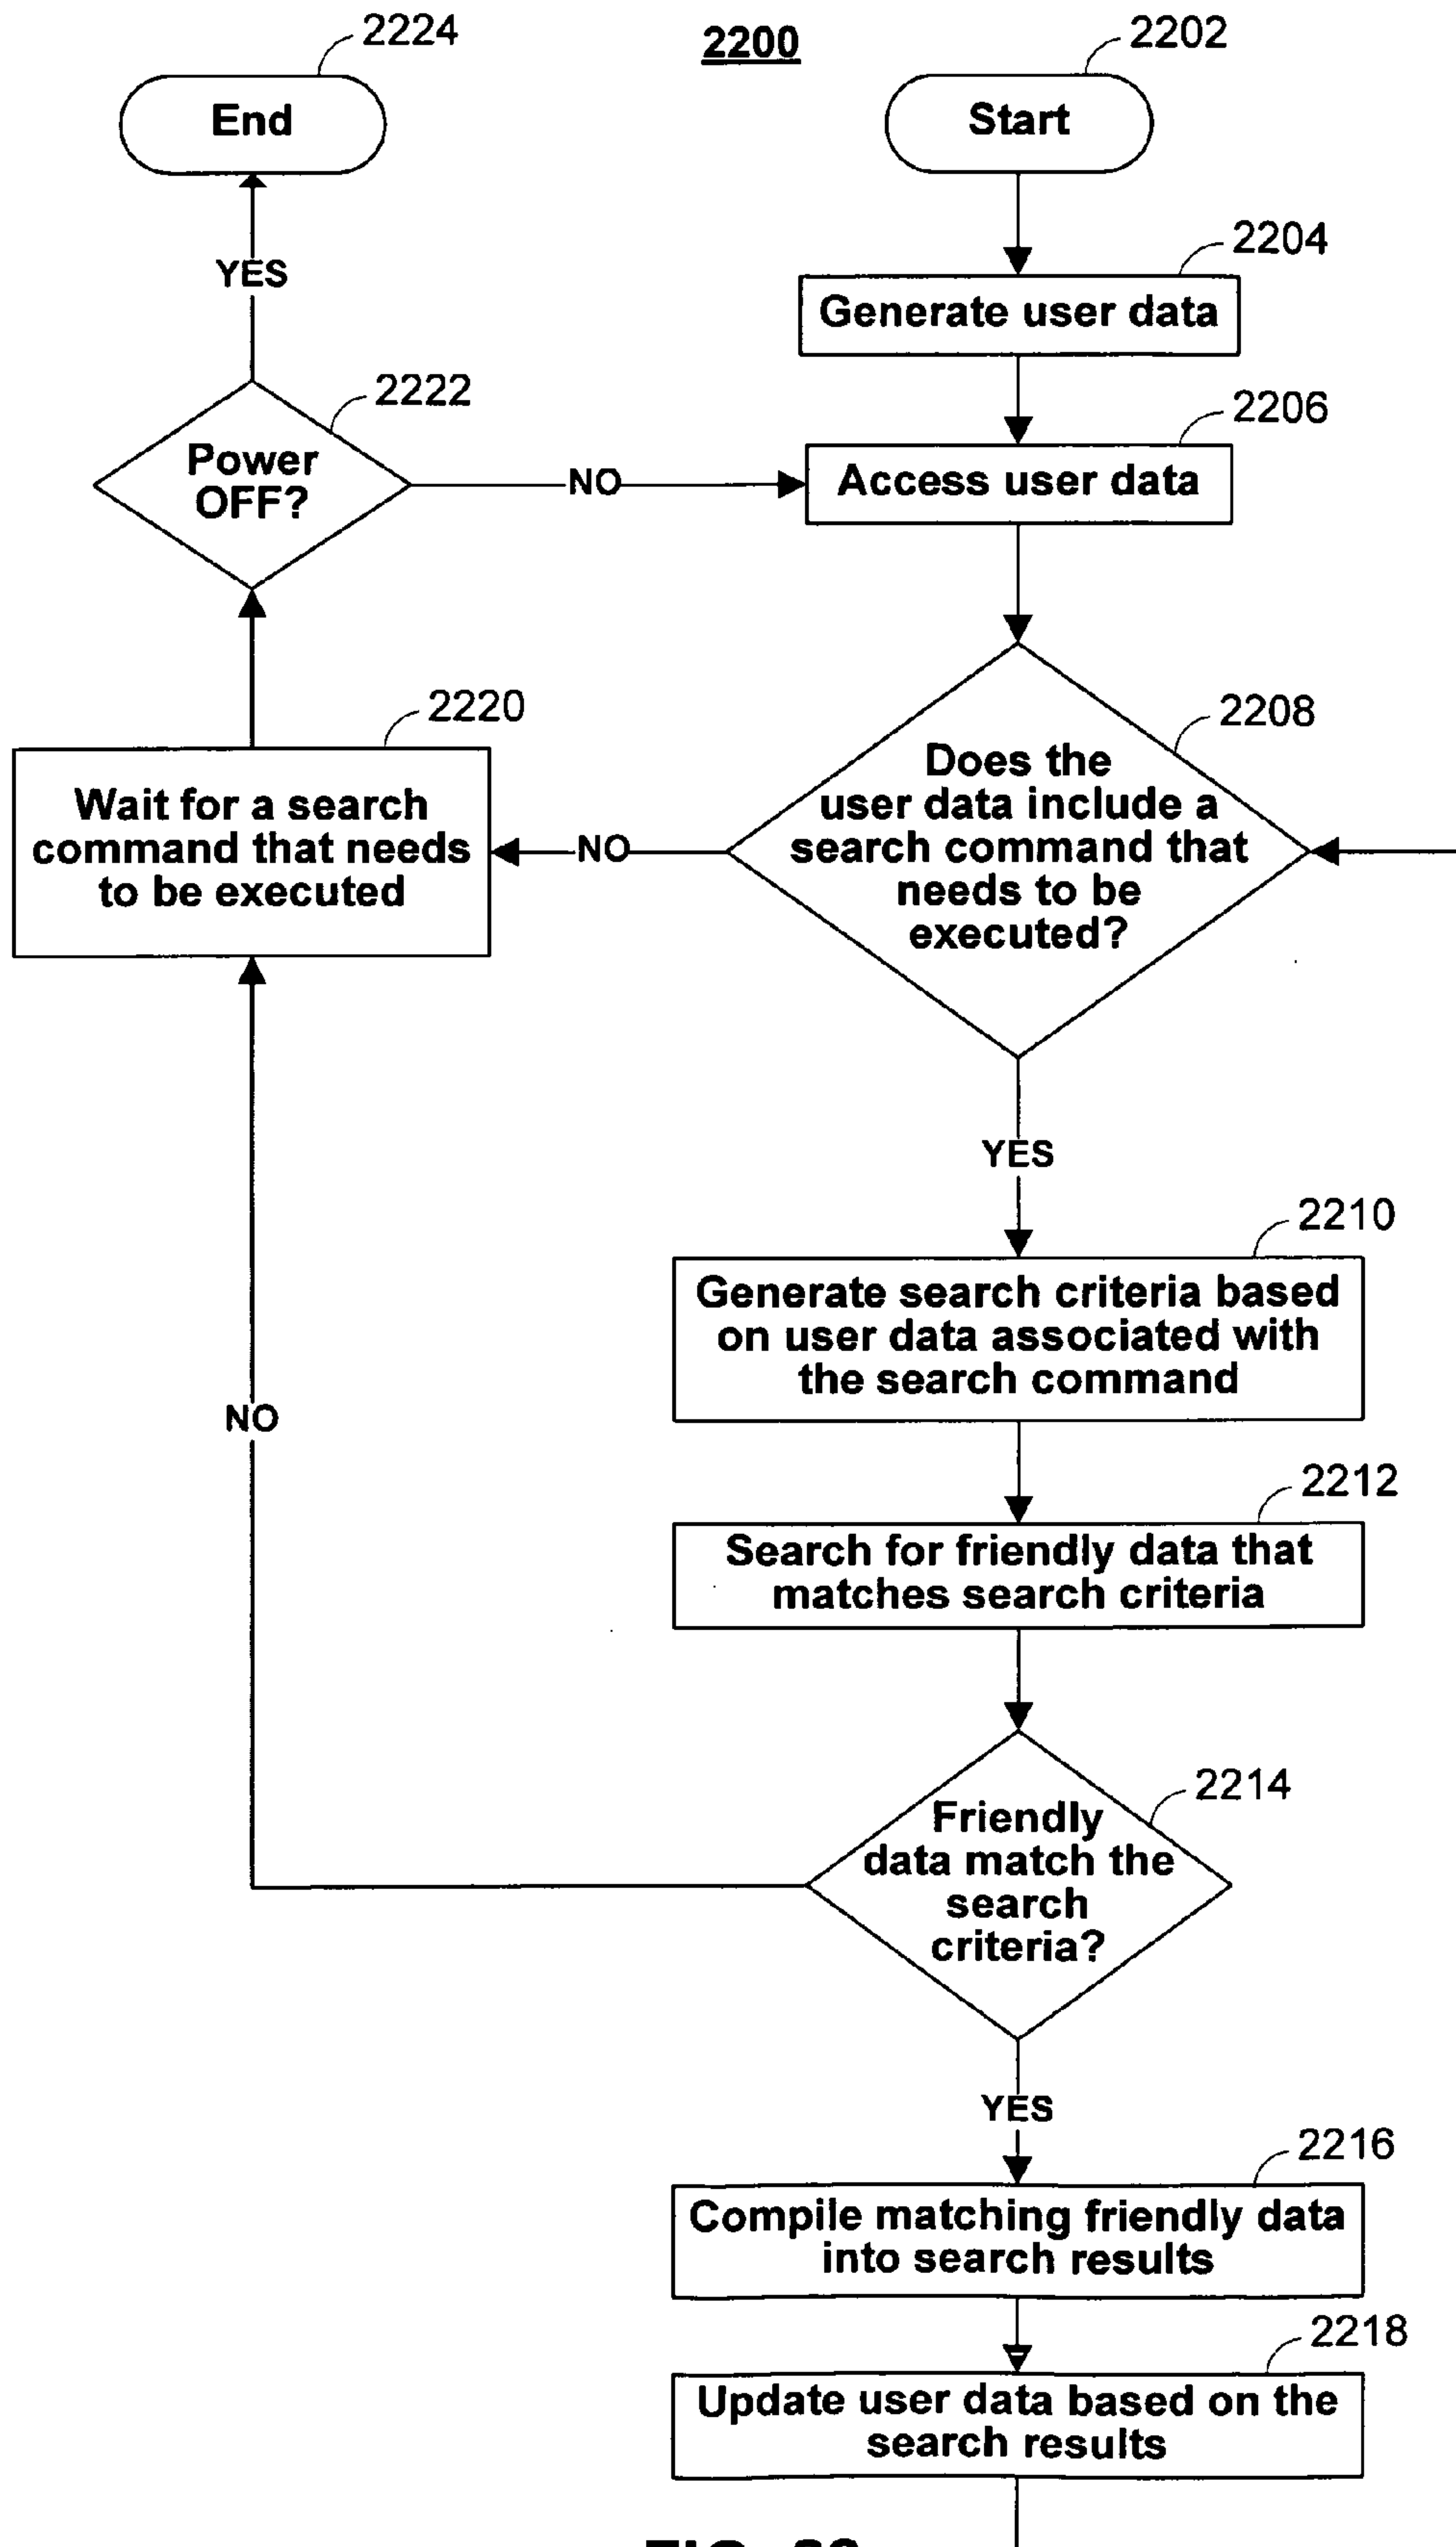 2200
2224
End
2202
Start
YES
2204
Generate user data
2222
Power
OFF?
NO
2206
Access user data
2220
Wait for a search
command that needs
to be executed
NO
2208
Does the
user data include a
search command that
needs to be
executed?
YES
2210
Generate search criteria based
on user data associated with
the search command
NO
2212
Search for friendly data that
matches search criteria
2214
Friendly
data match the
search
criteria?
YES
2216
Compile matching friendly data
into search results
2218
Update user data based on the
search results